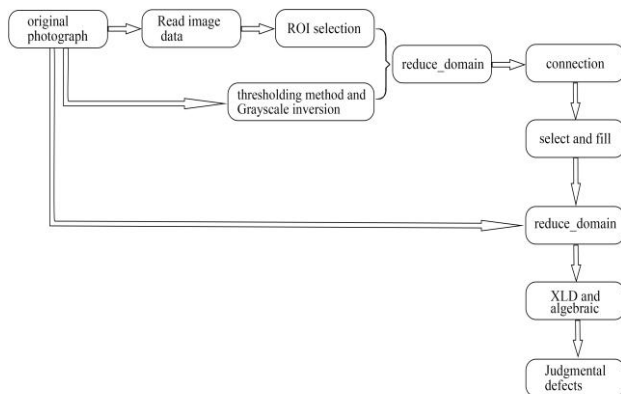 original
photograph
Read image
data
ROI selection
thresholding method and
Grayscale inversion
reduce_domain
connection
select and fill
reduce_domain
XLD and
algebraic
Judgmental
defects